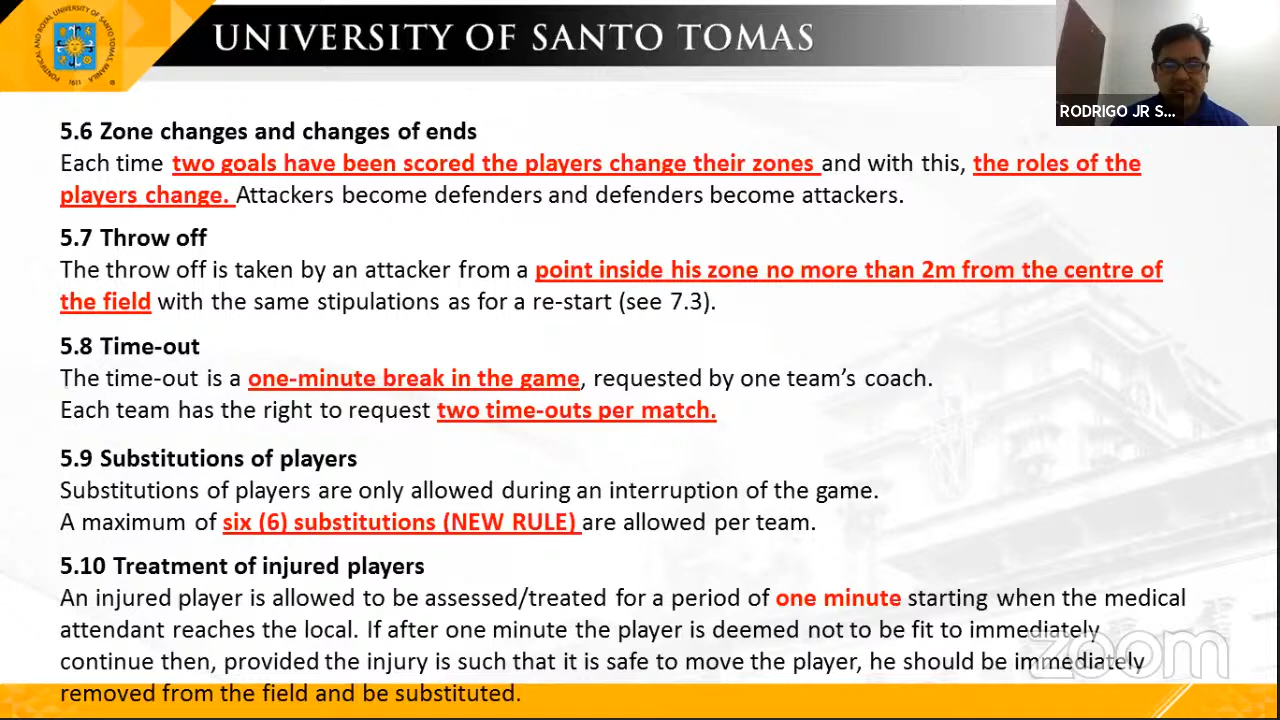 UNIVERSITY OF SANTO TOMAS
PONTIFICAL AND ROYAL UNIVERSITY OF SANTO TOMAS, MANILA
1611
RODRIGO JR S...
5.6 Zone changes and changes of ends
Each time two goals have been scored the players change their zones and with this, the roles of the
players change. Attackers become defenders and defenders become attackers.
5.7 Throw off
The throw off is taken by an attacker from a point inside his zone no more than 2m from the centre of
the field with the same stipulations as for a re-start (see 7.3).
5.8 Time-out
The time-out is a one-minute break in the game, requested by one team’s coach.
Each team has the right to request two time-outs per match.
5.9 Substitutions of players
Substitutions of players are only allowed during an interruption of the game.
A maximum of six (6) substitutions (NEW RULE) are allowed per team.
5.10 Treatment of injured players
An injured player is allowed to be assessed/treated for a period of one minute starting when the medical
attendant reaches the local. If after one minute the player is deemed not to be fit to immediately
continue then, provided the injury is such that it is safe to move the player, he should be immediately
removed from the field and be substituted.
zoom